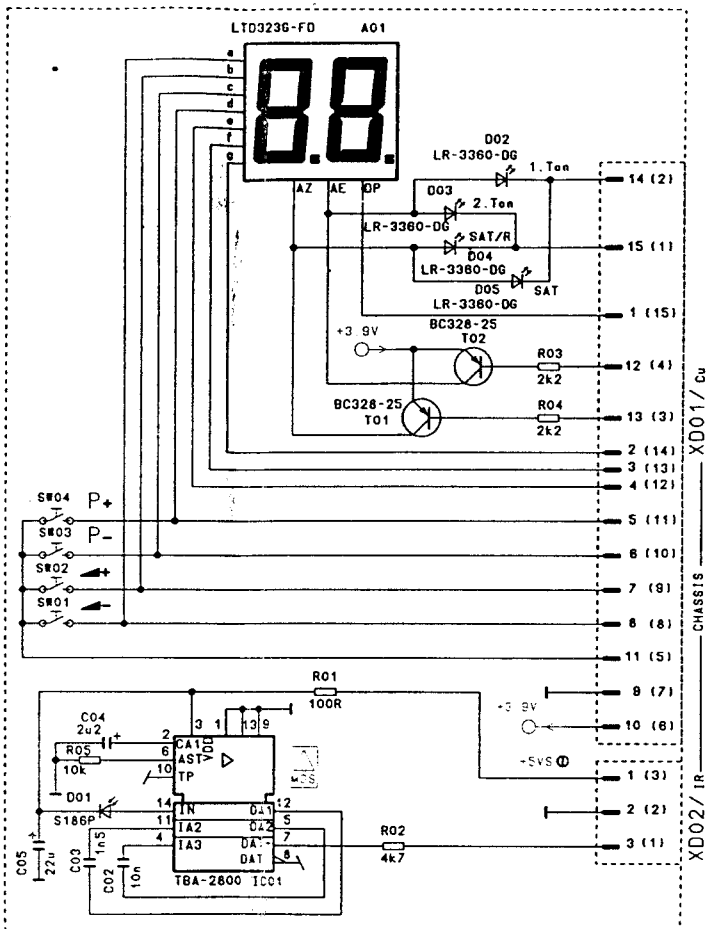 LTD323G-FD A01
a
b
c
d
e
f
g
AZ AE DP
D02
LR-3360-DG
1.Ton
D03
2.Ton
LR-3360-DG
SAT/R
D04
LR-3360-DG
D05
SAT
LR-3360-DG
14 (2)
15 (1)
1 (15)
+3.9V
BC328-25
T02
R03
2k2
12 (4)
BC328-25
T01
R04
2k2
13 (3)
2 (14)
3 (13)
4 (12)
SW04 P+
5 (11)
SW03 P-
6 (10)
SW02 +
7 (9)
SW01 -
8 (8)
11 (5)
XD01/Cu
CHASSIS
XD02/IR
R01
100R
9 (7)
+3.9V
10 (6)
+5VS
1 (3)
2 (2)
3 (1)
C04
2u2
+
R05
10k
3 1 13 9
2 CA1
VDD
6 AST
10 TP
D01
S186P
14 IN DA1 12
11 IA2 DA2 5
4 IA3 7
DAT 8
R02
4k7
C05
22u
+
C03
1n5
C02
10n
TBA-2800 IC01